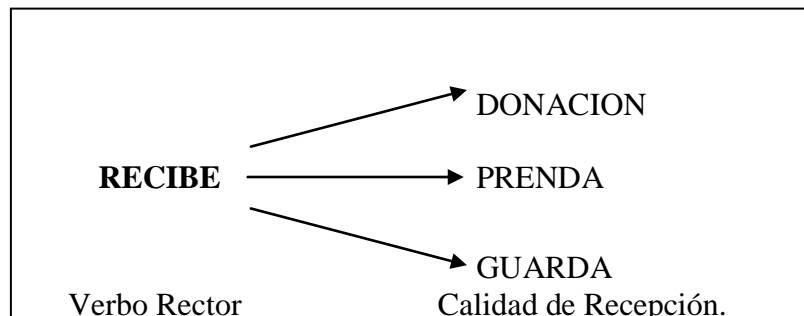 DONACION
RECIBE PRENDA
GUARDA
Verbo Rector Calidad de Recepción.